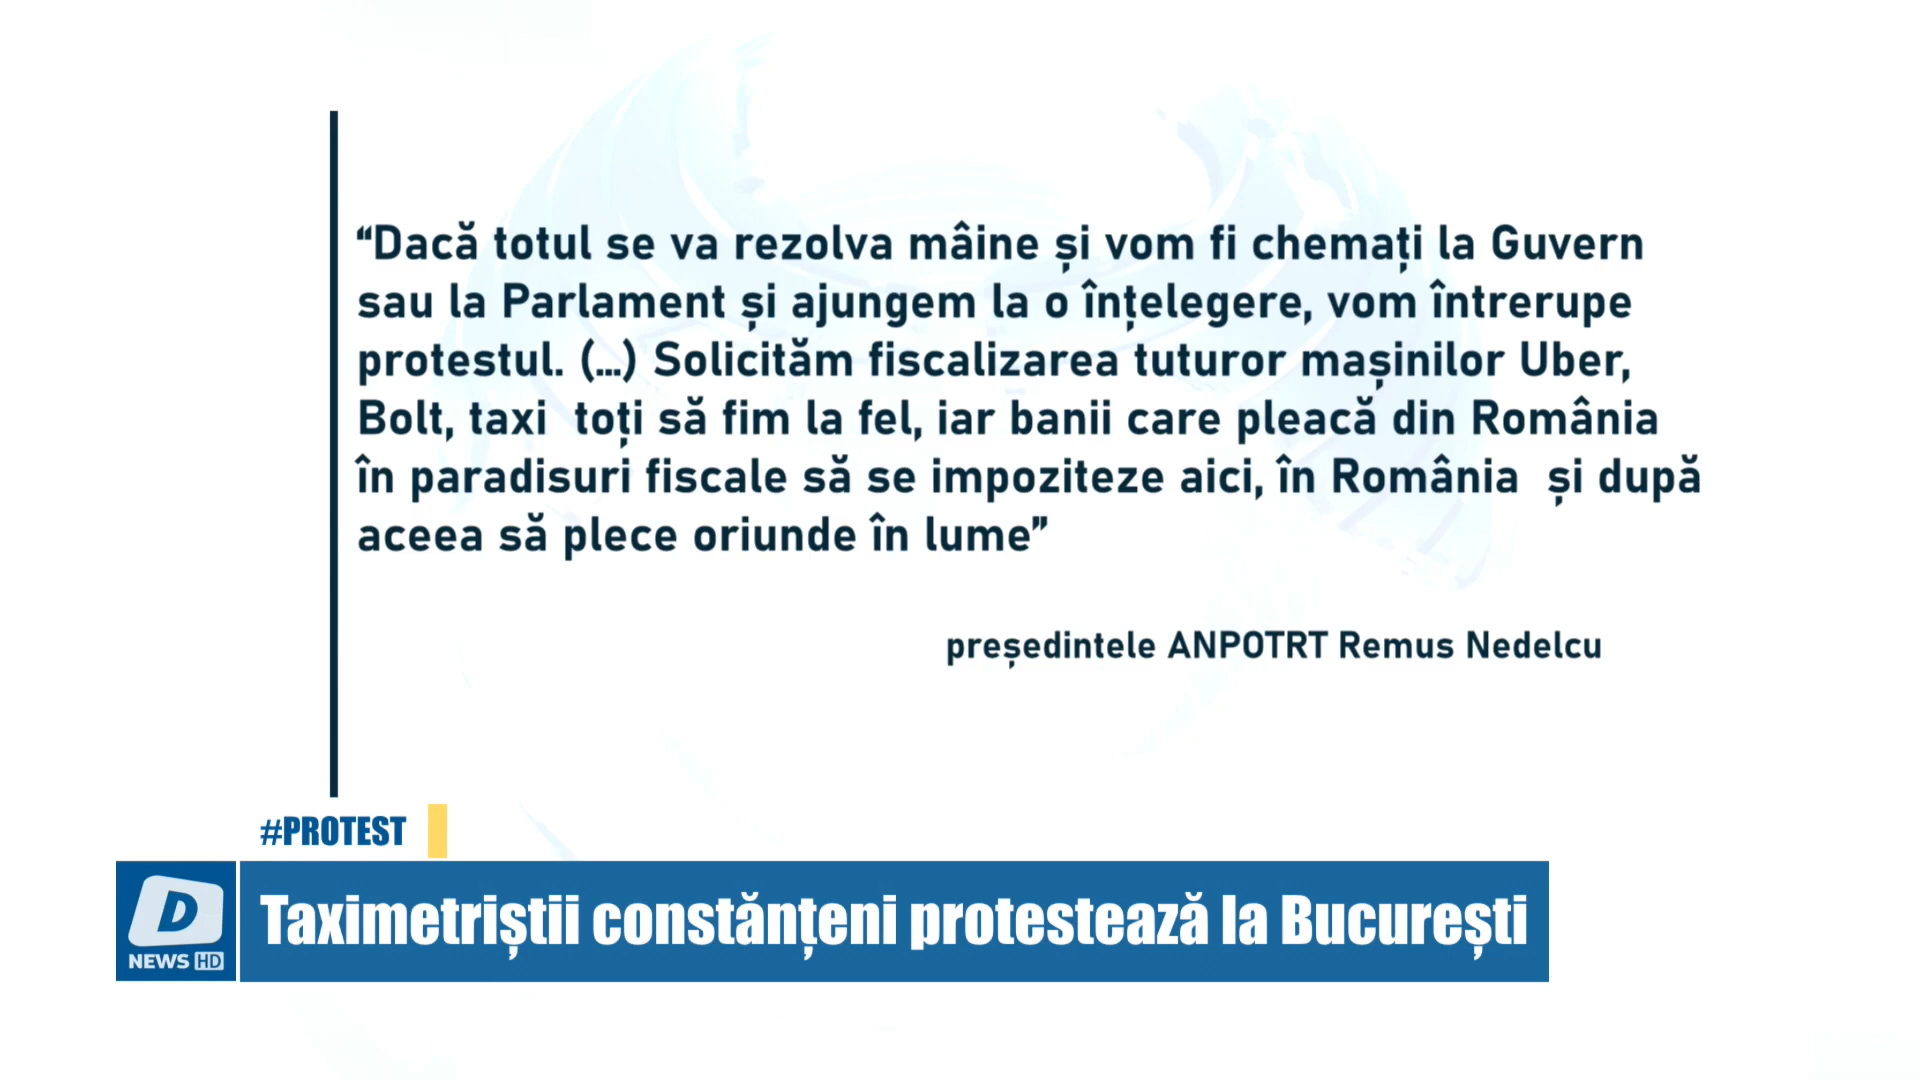 “Dacă totul se va rezolva mâine și vom fi chemați la Guvern
sau la Parlament și ajungem la o înțelegere, vom întrerupe
protestul. (...) Solicităm fiscalizarea tuturor mașinilor Uber,
Bolt, taxi  toți să fim la fel, iar banii care pleacă din România
în paradisuri fiscale să se impoziteze aici, în România  și după
aceea să plece oriunde în lume”
președintele ANPOTRT Remus Nedelcu
#PROTEST
D
NEWS HD
Taximetriștii constănțeni protestează la București